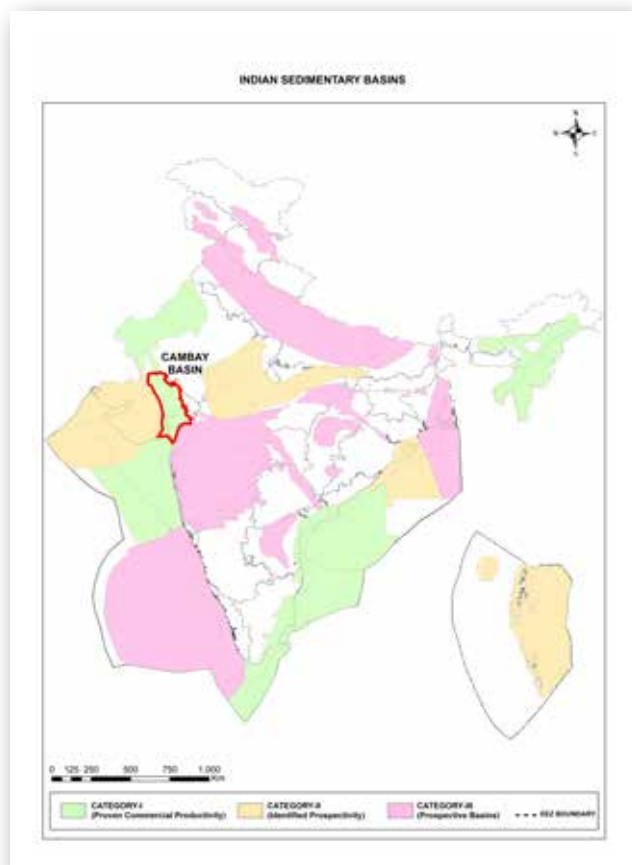 INDIAN SEDIMENTARY BASINS
N
CAMBAY
BASIN
0 125 250 500 750 1,000
Km
CATEGORY-I
(Proven Commercial Productivity)
CATEGORY-II
(Identified Prospectivity)
CATEGORY-III
(Prospective Basins)
EEZ BOUNDARY